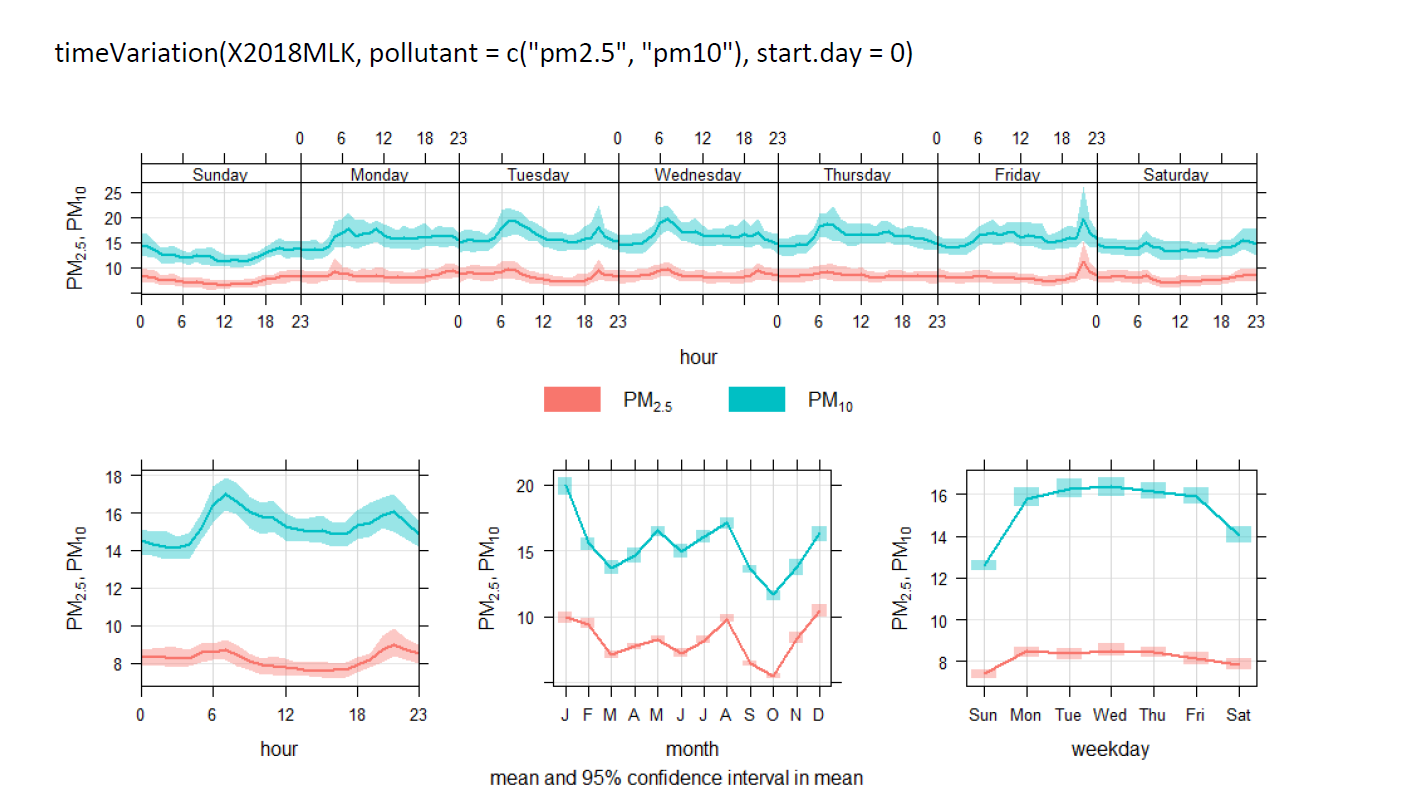 timeVariation(X2018MLK, pollutant = c("pm2.5", "pm10"), start.day = 0)
0 6 12 18 23 0 6 12 18 23 0 6 12 18 23
Sunday Monday Tuesday Wednesday Thursday Friday Saturday
PM2.5, PM10
25
20
15
10
0 6 12 18 23 0 6 12 18 23 0 6 12 18 23 0 6 12 18 23
hour
PM2.5 PM10
PM2.5, PM10
18
16
14
12
10
8
0 6 12 18 23
hour
PM2.5, PM10
20
15
10
J F M A M J J A S O N D
month
PM2.5, PM10
16
14
12
10
8
Sun Mon Tue Wed Thu Fri Sat
weekday
mean and 95% confidence interval in mean